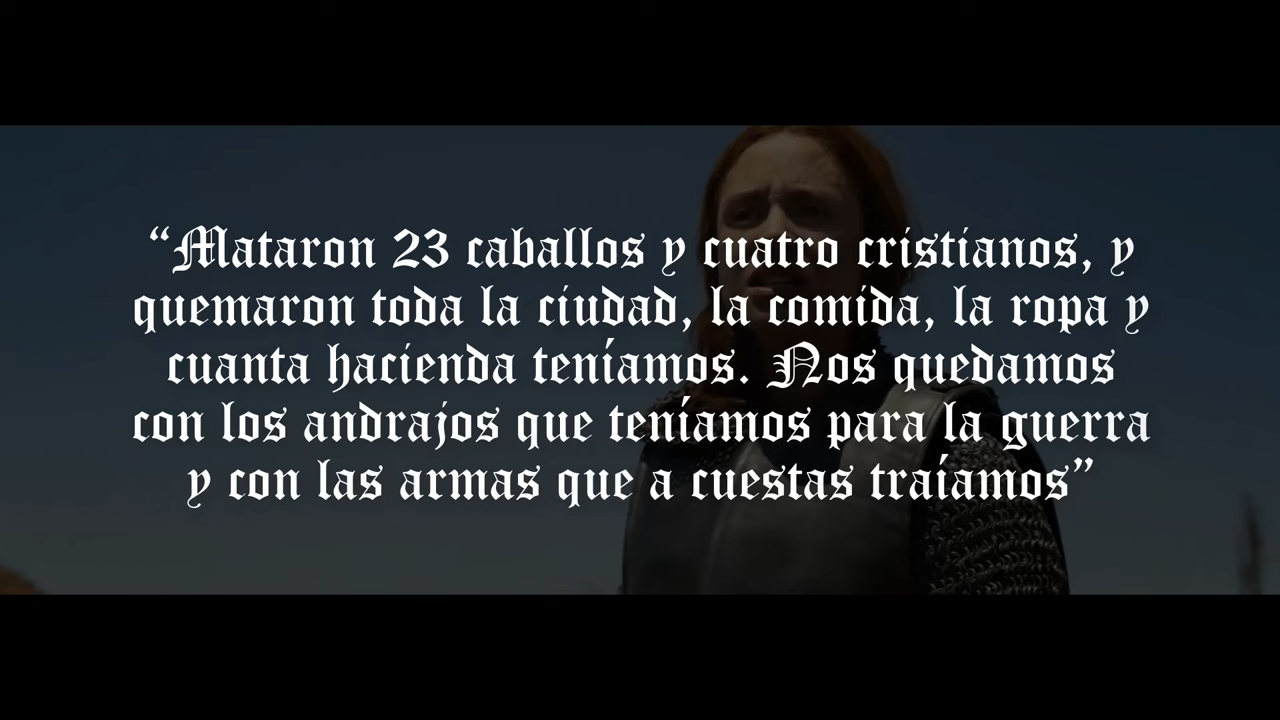 “Mataron 23 caballos y cuatro cristianos, y
quemaron toda la ciudad, la comida, la ropa y
cuanta hacienda teníamos. Nos quedamos
con los andrajos que teníamos para la guerra
y con las armas que a cuestas traíamos”